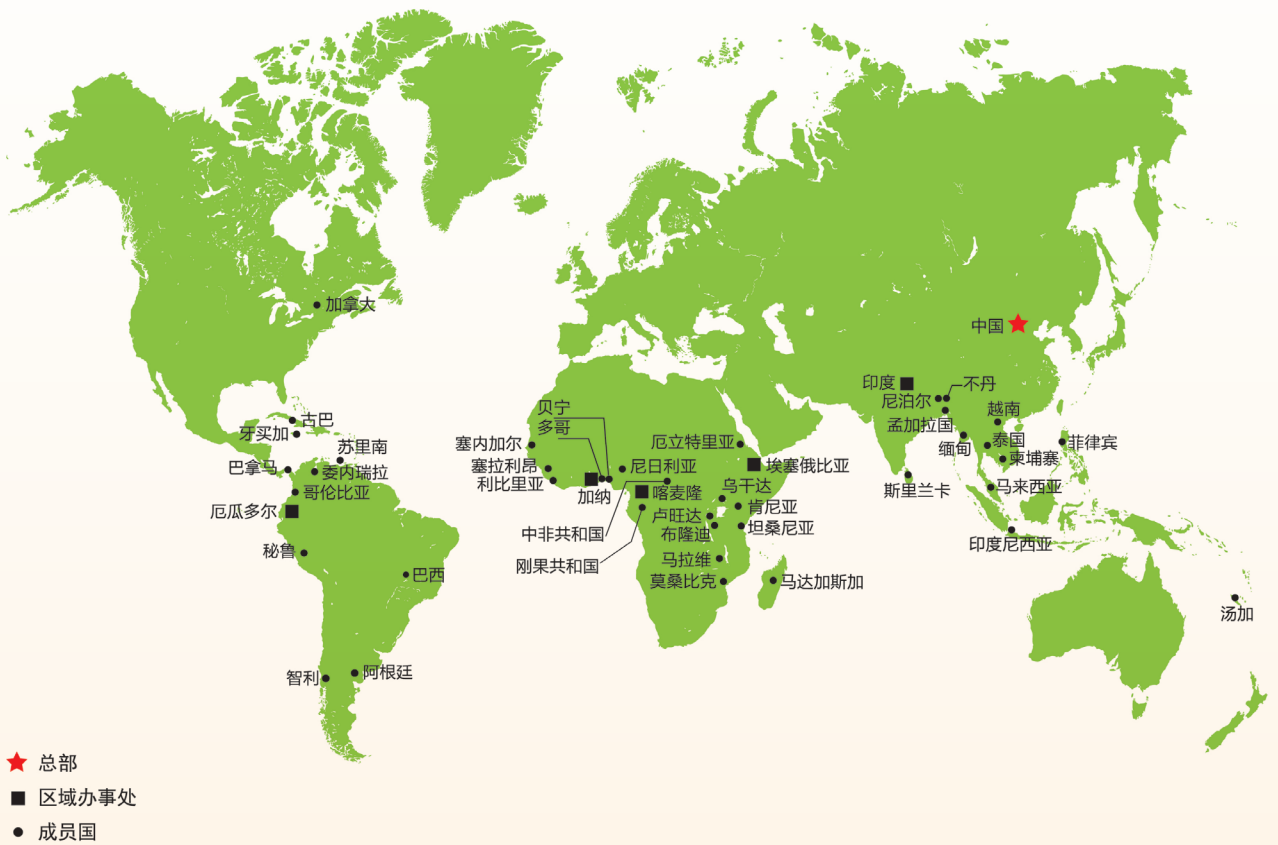 加拿大
中国
印度
不丹
尼泊尔
孟加拉国
越南
缅甸
泰国
菲律宾
柬埔寨
斯里兰卡
马来西亚
印度尼西亚
汤加
古巴
牙买加
苏里南
巴拿马
委内瑞拉
哥伦比亚
厄瓜多尔
秘鲁
巴西
智利
阿根廷
贝宁
多哥
塞内加尔
塞拉利昂
利比里亚
加纳
尼日利亚
厄立特里亚
埃塞俄比亚
喀麦隆
乌干达
肯尼亚
卢旺达
布隆迪
坦桑尼亚
中非共和国
刚果共和国
马拉维
莫桑比克
马达加斯加
总部
区域办事处
成员国